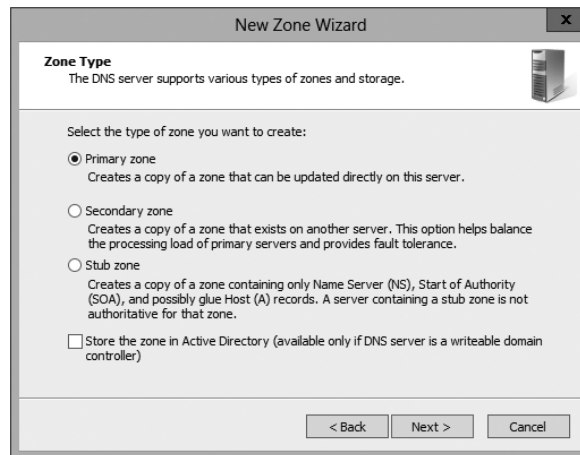 New Zone Wizard
x
Zone Type
The DNS server supports various types of zones and storage.
Select the type of zone you want to create:
Primary zone
Creates a copy of a zone that can be updated directly on this server.
Secondary zone
Creates a copy of a zone that exists on another server. This option helps balance
the processing load of primary servers and provides fault tolerance.
Stub zone
Creates a copy of a zone containing only Name Server (NS), Start of Authority
(SOA), and possibly glue Host (A) records. A server containing a stub zone is not
authoritative for that zone.
Store the zone in Active Directory (available only if DNS server is a writeable domain
controller)
< Back Next > Cancel